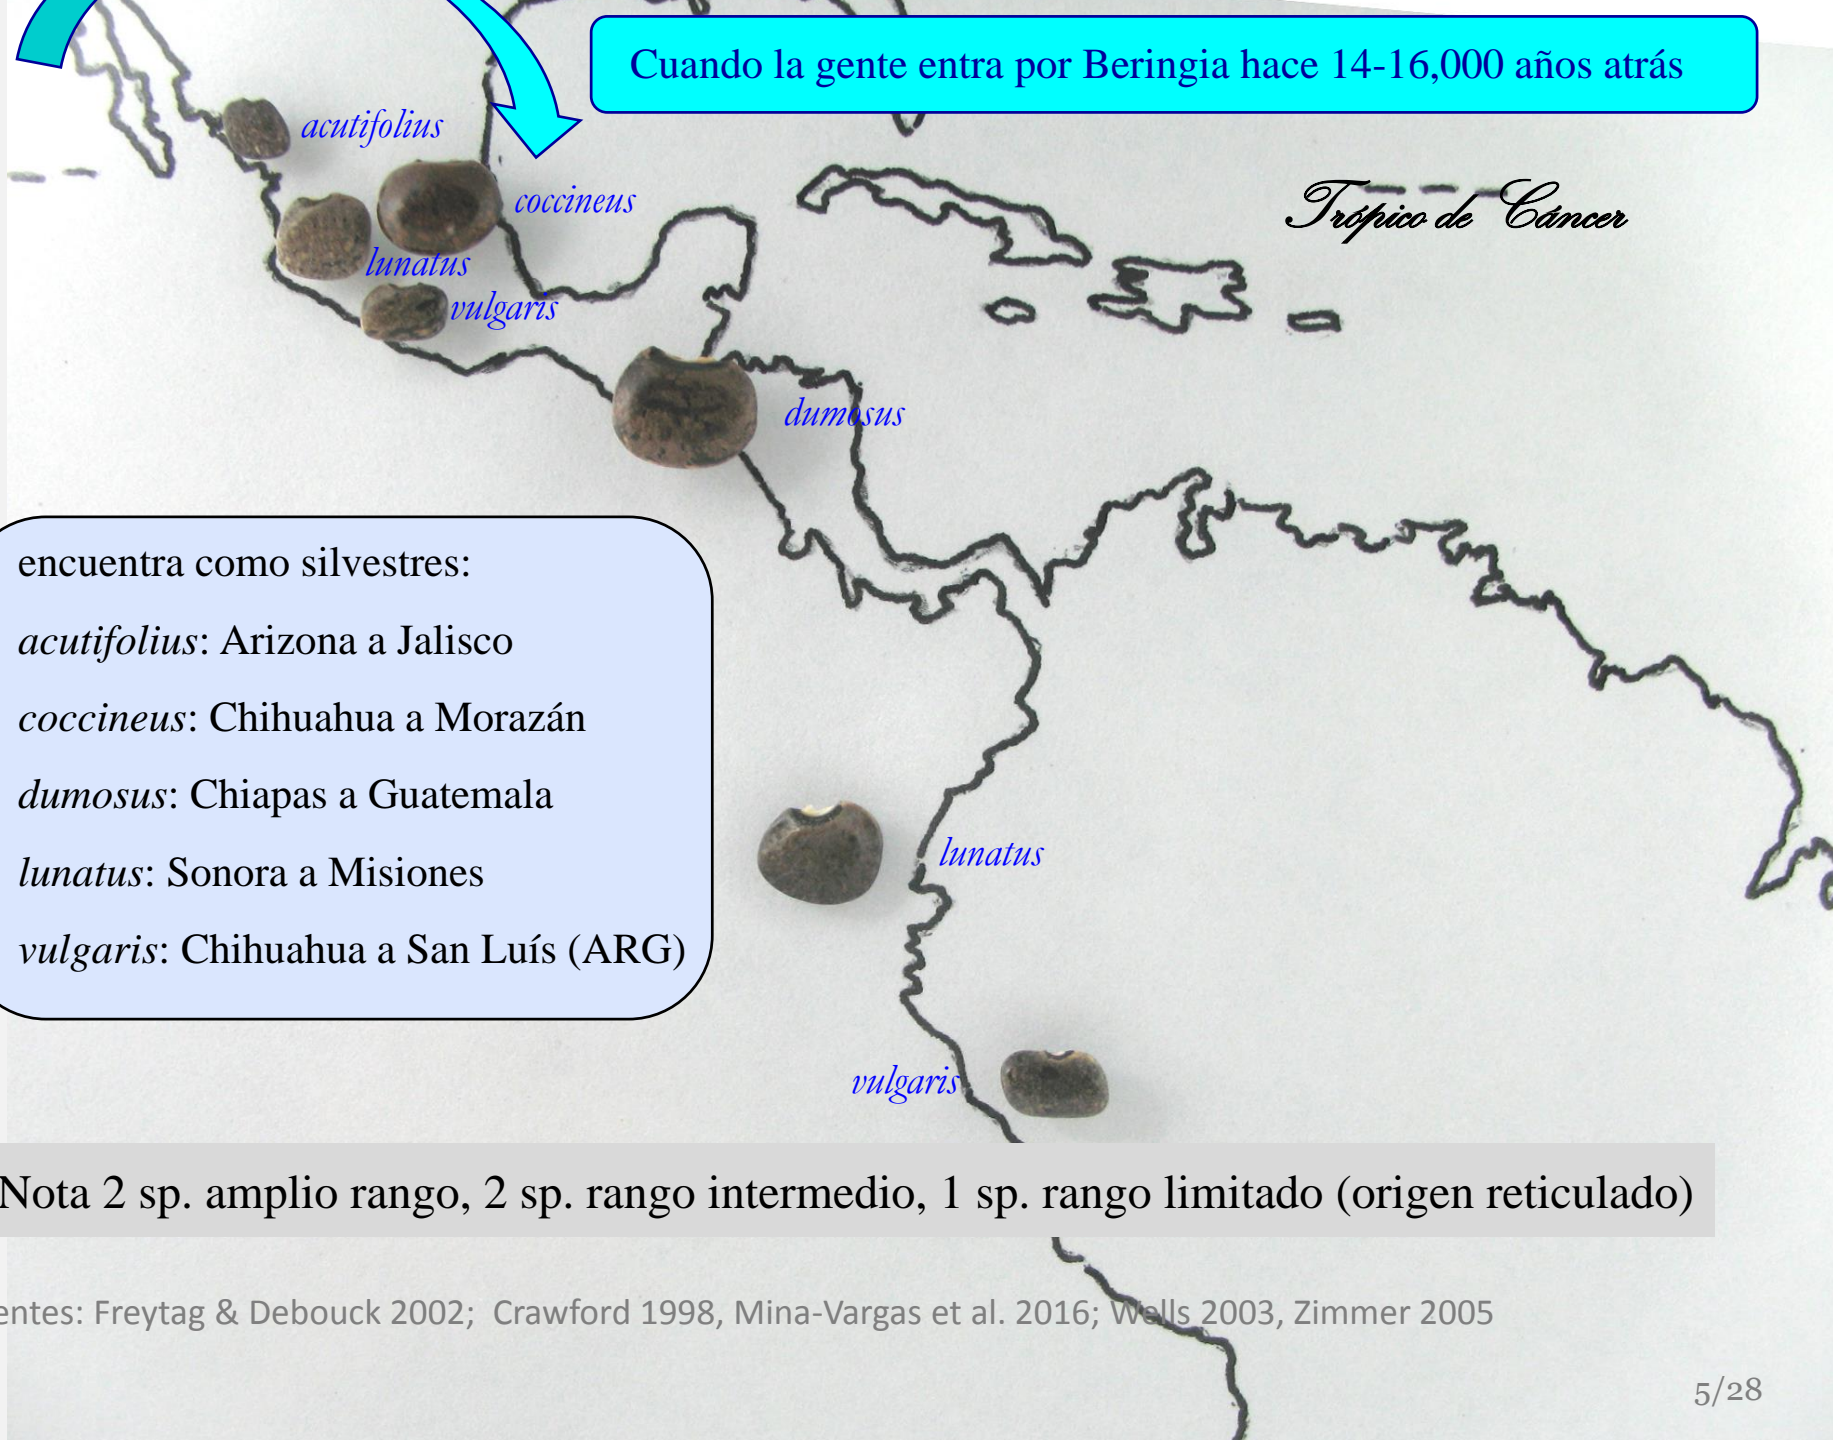 Cuando la gente entra por Beringia hace 14-16,000 años atrás
acutifolius
coccineus
Trópico de Cáncer
lunatus
vulgaris
dumosus
encuentra como silvestres:
acutifolius: Arizona a Jalisco
coccineus: Chihuahua a Morazán
dumosus: Chiapas a Guatemala
lunatus: Sonora a Misiones
vulgaris: Chihuahua a San Luís (ARG)
lunatus
vulgaris
Nota 2 sp. amplio rango, 2 sp. rango intermedio, 1 sp. rango limitado (origen reticulado)
entes: Freytag & Debouck 2002; Crawford 1998, Mina-Vargas et al. 2016; Wells 2003, Zimmer 2005
5/28